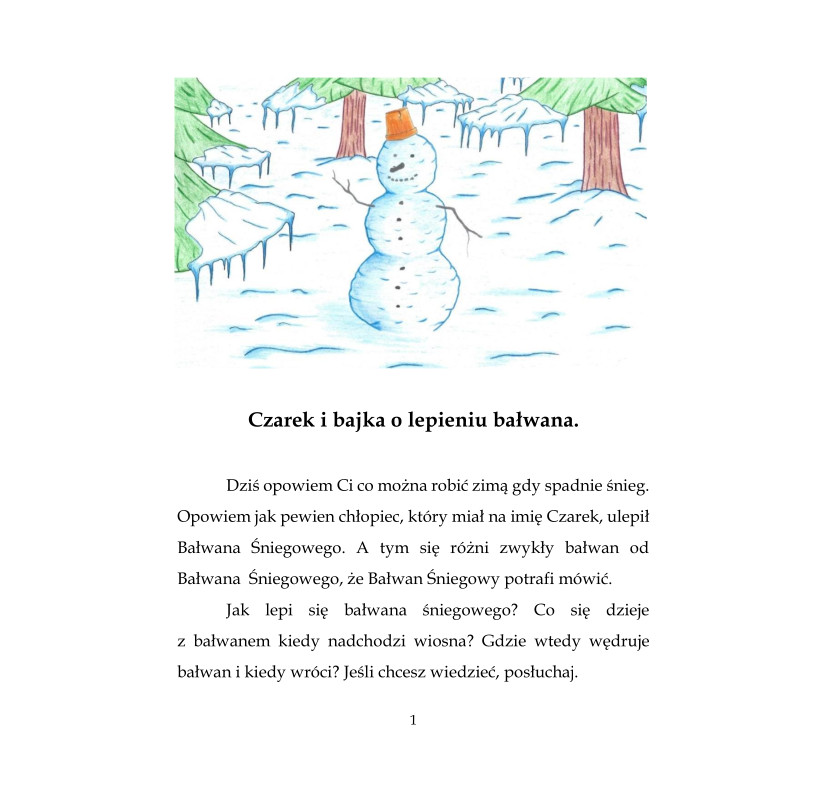 Czarek i bajka o lepieniu bałwana.
Dziś opowiem Ci co można robić zimą gdy spadnie śnieg.
Opowiem jak pewien chłopiec, który miał na imię Czarek, ulepił
Bałwana Śniegowego. A tym się różni zwykły bałwan od
Bałwana Śniegowego, że Bałwan Śniegowy potrafi mówić.
Jak lepi się bałwana śniegowego? Co się dzieje
z bałwanem kiedy nadchodzi wiosna? Gdzie wtedy wędruje
bałwan i kiedy wróci? Jeśli chcesz wiedzieć, posłuchaj.
1